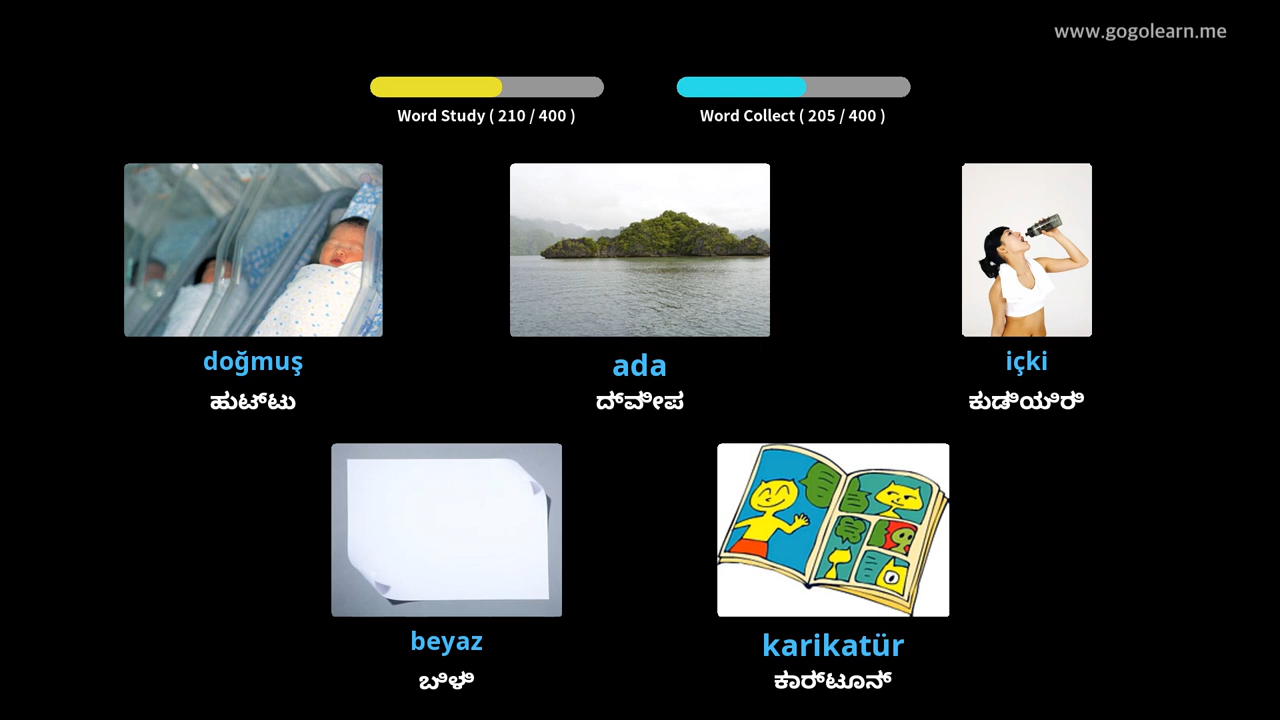 www.gogolearn.me
Word Study ( 210 / 400 )
Word Collect ( 205 / 400 )
doğmuş
ada
içki
ಹುಟ್ಟು
ದ್ವೀಪ
ಕುಡಿಯಿರಿ
beyaz
karikatür
ಬಿಳಿ
ಕಾರ್ಟೂನ್